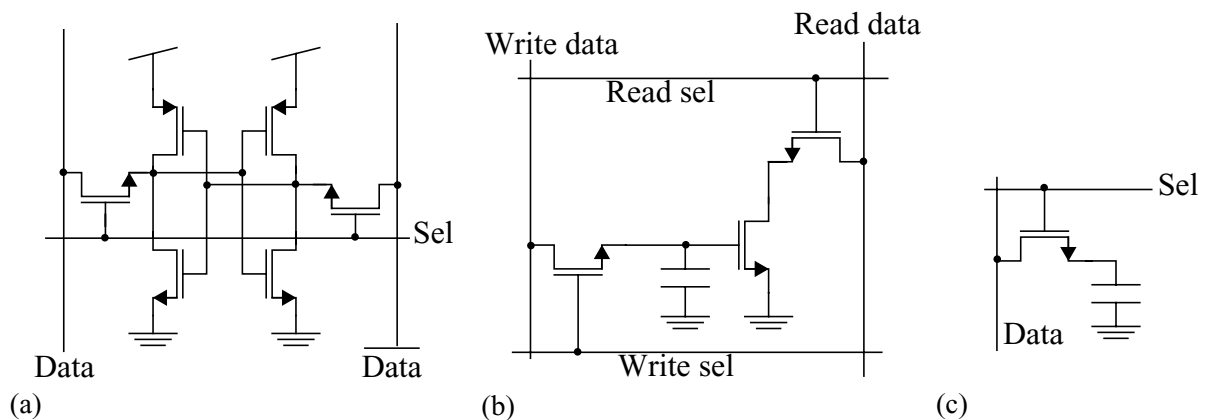 Write data
Read data
Read sel
Sel
Sel
Data
Data
Write sel
Data
(a)
(b)
(c)